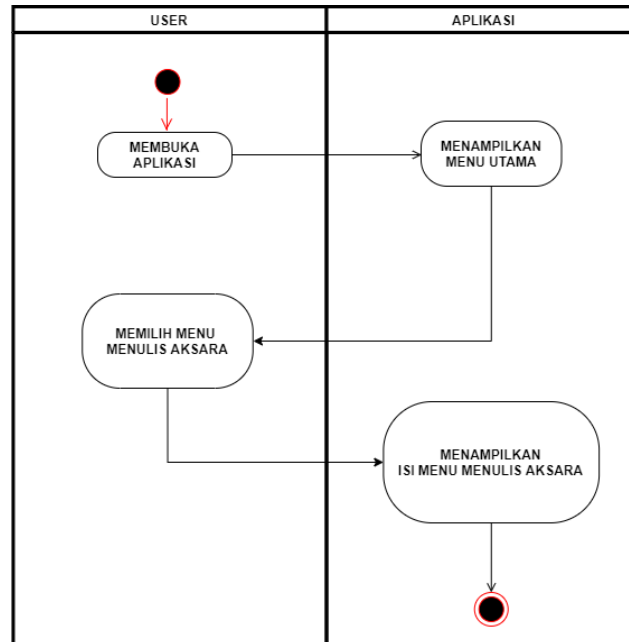 USER
APLIKASI
MEMBUKA
APLIKASI
MENAMPILKAN
MENU UTAMA
MEMILIH MENU
MENULIS AKSARA
MENAMPILKAN
ISI MENU MENULIS AKSARA